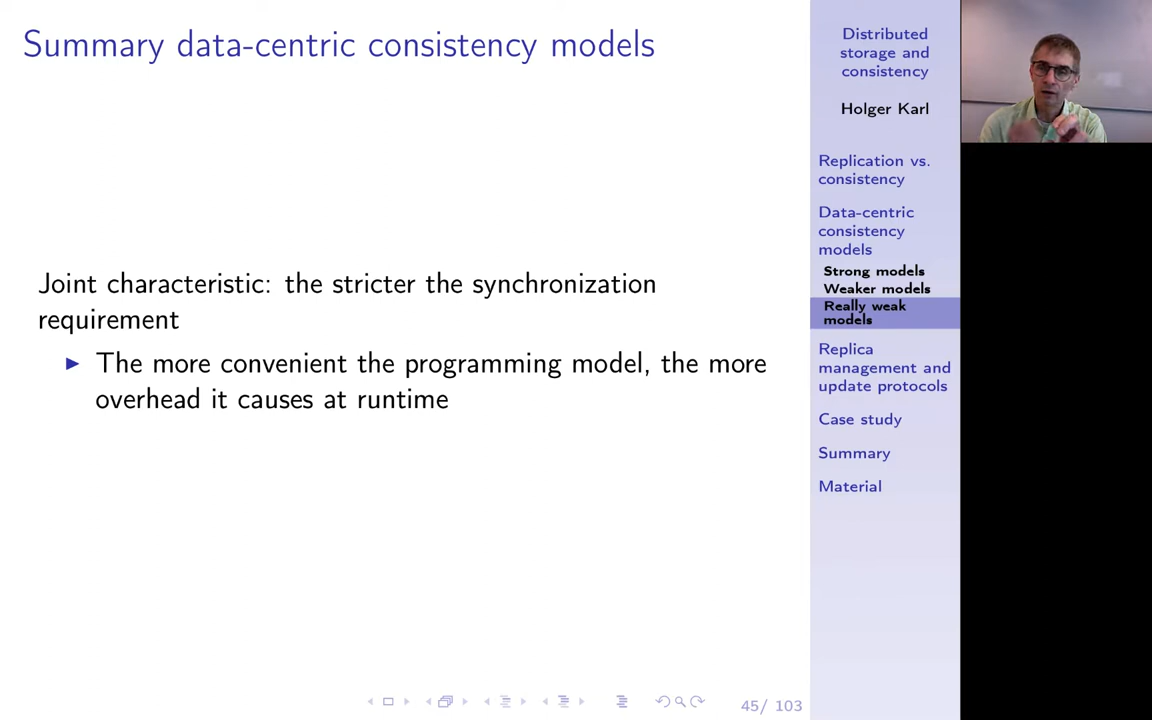 Summary data-centric consistency models
Joint characteristic: the stricter the synchronization
requirement
The more convenient the programming model, the more
overhead it causes at runtime
Distributed
storage and
consistency
Holger Karl
Replication vs.
consistency
Data-centric
consistency
models
Strong models
Weaker models
Really weak
models
Replica
management and
update protocols
Case study
Summary
Material
45/ 103